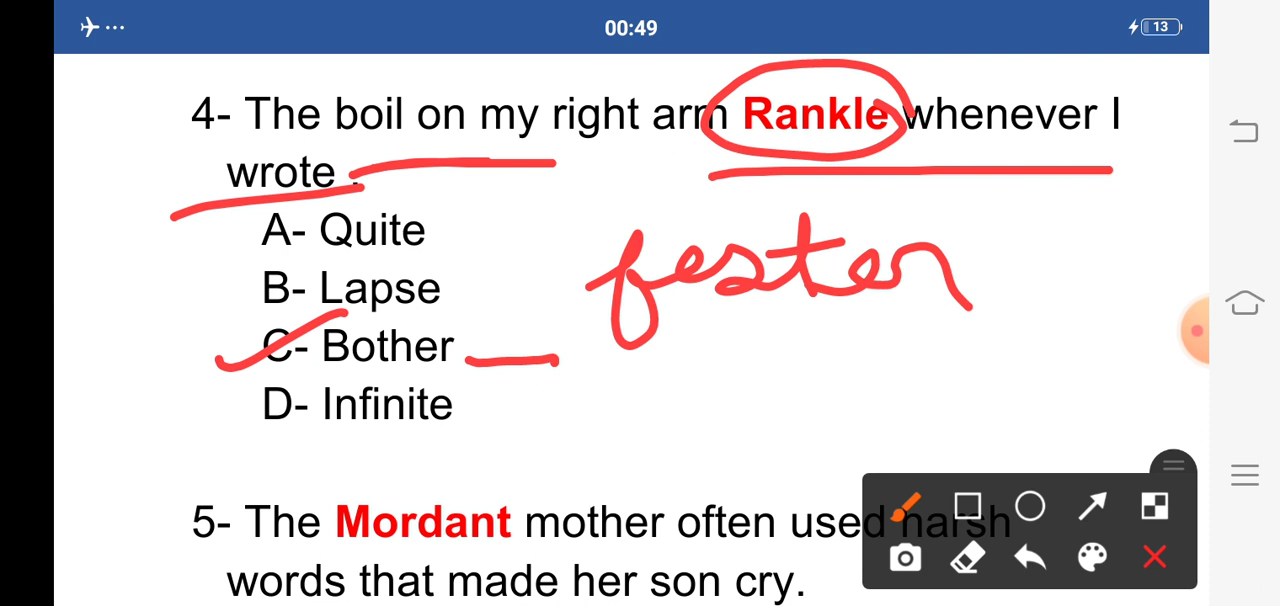 00:49
13
4- The boil on my right arm Rankle whenever I
wrote .
A- Quite
B- Lapse
fester
C- Bother
D- Infinite
5- The Mordant mother often used harsh
words that made her son cry.